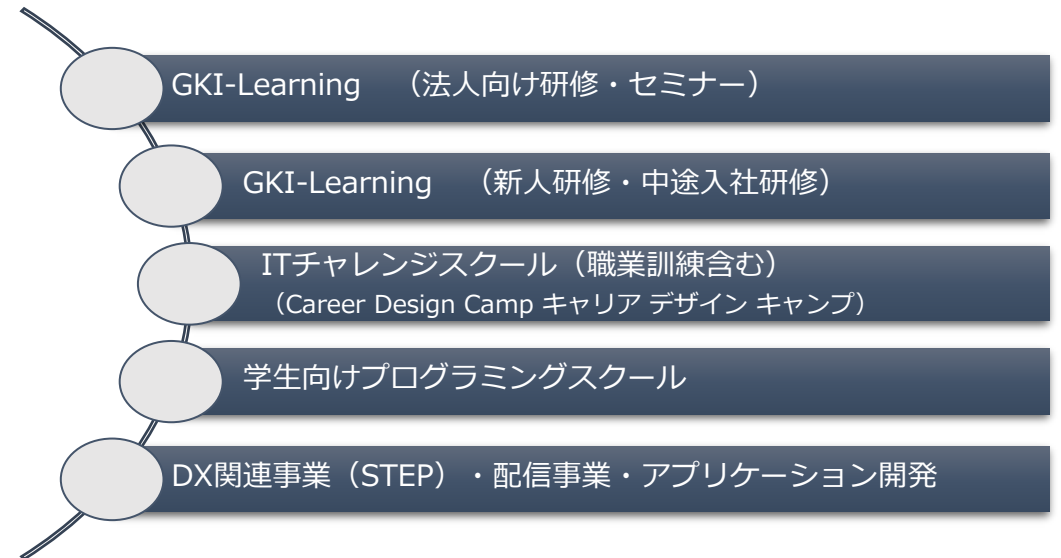 GKI-Learning　（法人向け研修・セミナー）
GKI-Learning　（新人研修・中途入社研修）
ITチャレンジスクール（職業訓練含む）
（Career Design Camp キャリア デザイン キャンプ）
学生向けプログラミングスクール
DX関連事業（STEP）・配信事業・アプリケーション開発